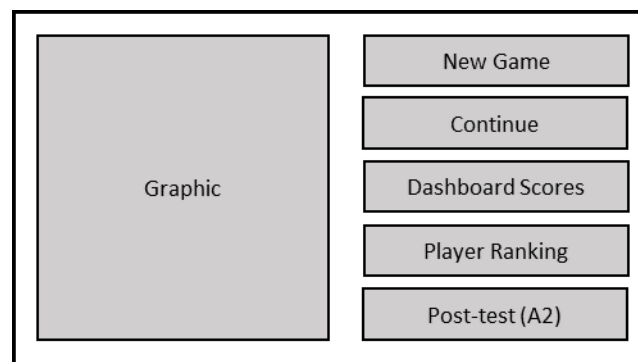 Graphic
New Game
Continue
Dashboard Scores
Player Ranking
Post-test (A2)